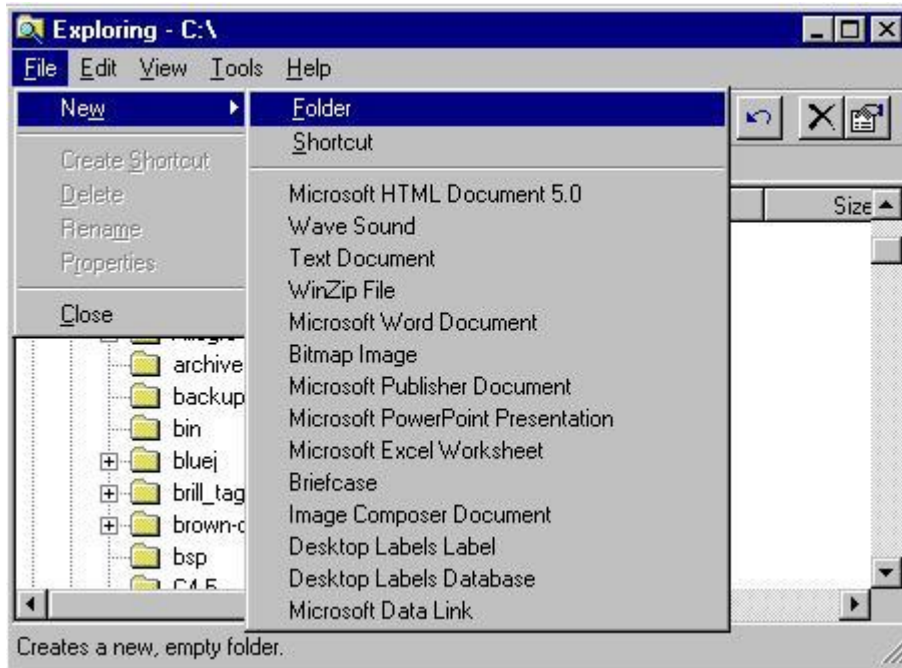 Exploring - C:\
File Edit View Tools Help
New
Create Shortcut
Delete
Rename
Properties
Close
Folder
Shortcut
Microsoft HTML Document 5.0
Wave Sound
Text Document
WinZip File
Microsoft Word Document
Bitmap Image
Microsoft Publisher Document
Microsoft PowerPoint Presentation
Microsoft Excel Worksheet
Briefcase
Image Composer Document
Desktop Labels Label
Desktop Labels Database
Microsoft Data Link
Size
archive
backup
bin
bluej
brill_tag
brown-c
bsp
C4.5
Creates a new, empty folder.